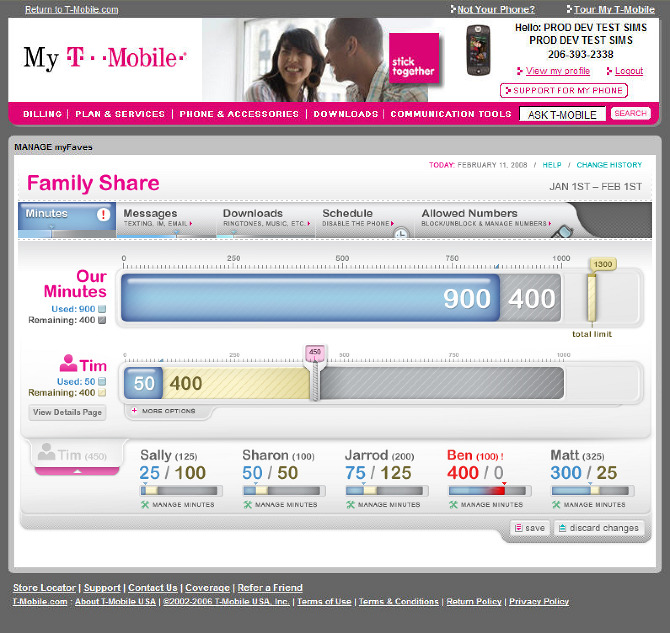 Return to T-Mobile.com
Not Your Phone?
Tour My T-Mobile
My T··Mobile·
stick
together
Hello: PROD DEV TEST SIMS
PROD DEV TEST SIMS
206-393-2338
View my profile
Logout
SUPPORT FOR MY PHONE
BILLING | PLAN & SERVICES | PHONE & ACCESSORIES | DOWNLOADS | COMMUNICATION TOOLS
ASK T-MOBILE
SEARCH
MANAGE myFaves
TODAY: FEBRUARY 11, 2008 / HELP / CHANGE HISTORY
Family Share
JAN 1ST – FEB 1ST
Minutes !
Messages
TEXTING, IM, EMAIL
Downloads
RINGTONES, MUSIC, ETC.
Schedule
DISABLE THE PHONE
Allowed Numbers
BLOCK/UNBLOCK & MANAGE NUMBERS
0 250 500 750 1000
1300
Our
Minutes
Used: 900
Remaining: 400
900 400
total limit
0 250 450 500 750 1000
Tim
Used: 50
Remaining: 400
50 400
View Details Page
+ MORE OPTIONS
Tim (450)
Sally (125)
25 / 100
MANAGE MINUTES
Sharon (100)
50 / 50
MANAGE MINUTES
Jarrod (200)
75 / 125
MANAGE MINUTES
Ben (100) !
400 / 0
MANAGE MINUTES
Matt (325)
300 / 25
MANAGE MINUTES
save
discard changes
Store Locator | Support | Contact Us | Coverage | Refer a Friend
T-Mobile.com : About T-Mobile USA | ©2002-2006 T-Mobile USA, Inc. | Terms of Use | Terms & Conditions | Return Policy | Privacy Policy